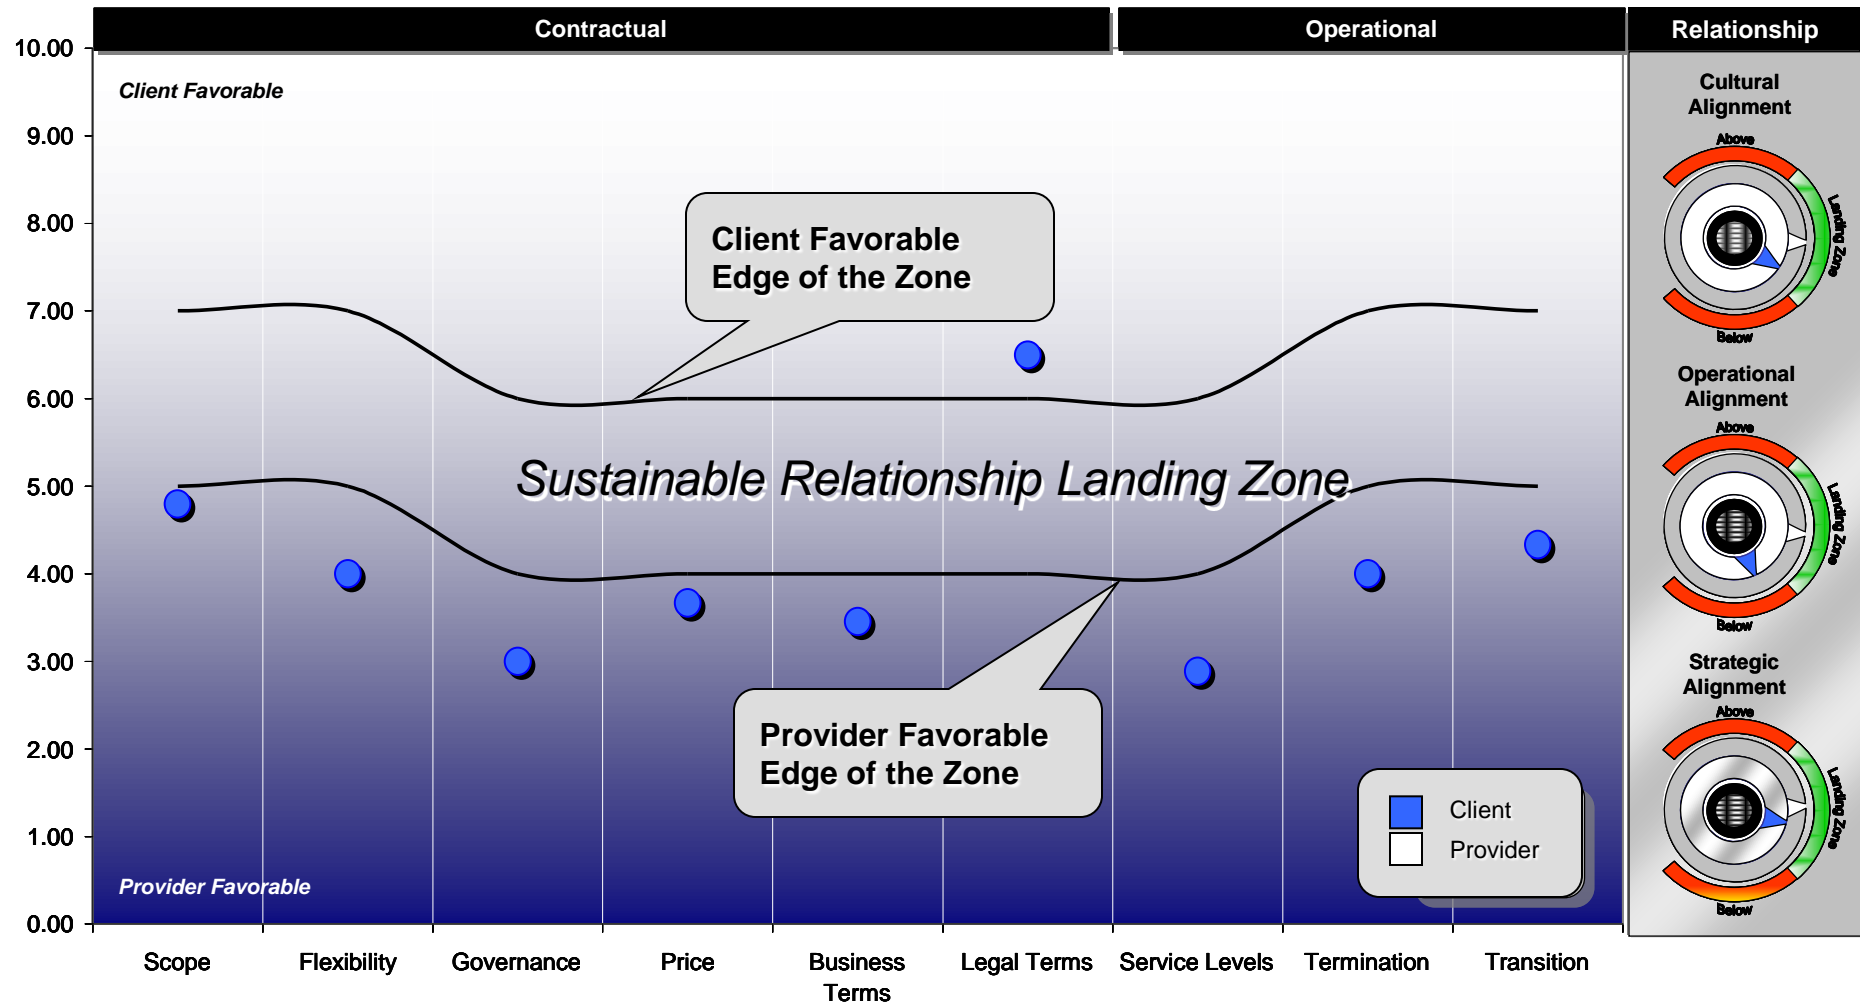 Contractual
Operational
Relationship
10.00
9.00
8.00
7.00
6.00
5.00
4.00
3.00
2.00
1.00
0.00
Client Favorable
Client Favorable
Edge of the Zone
Sustainable Relationship Landing Zone
Provider Favorable
Edge of the Zone
Client
Provider
Provider Favorable
Scope
Flexibility
Governance
Price
Business
Terms
Legal Terms
Service Levels
Termination
Transition
Cultural
Alignment
Above
Landing Zone
Below
Operational
Alignment
Above
Landing Zone
Below
Strategic
Alignment
Above
Landing Zone
Below